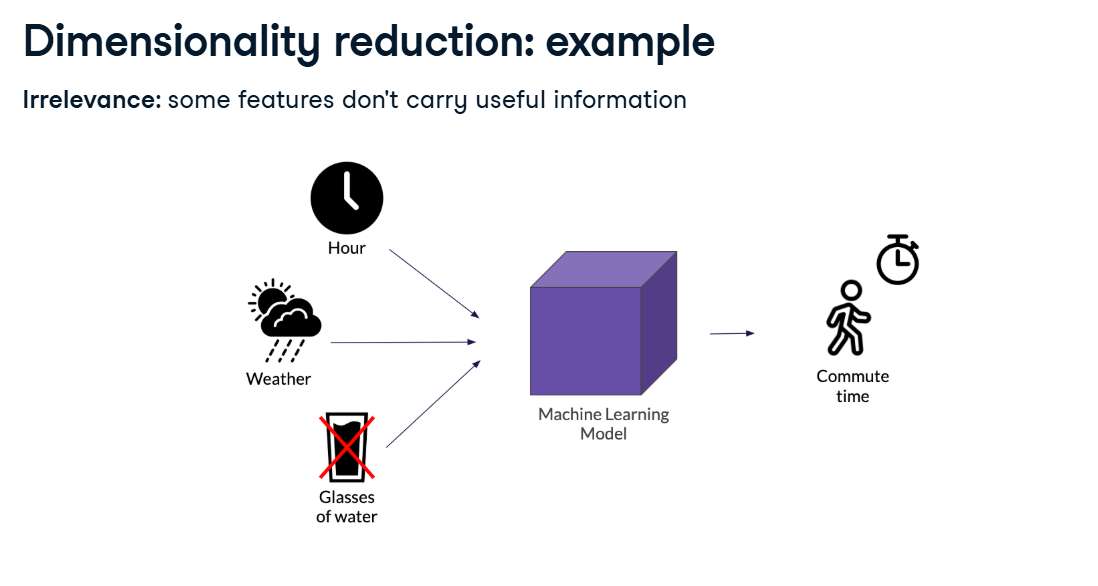 Dimensionality reduction: example
Irrelevance: some features don't carry useful information
Hour
Weather
Glasses
of water
Machine Learning
Model
Commute
time